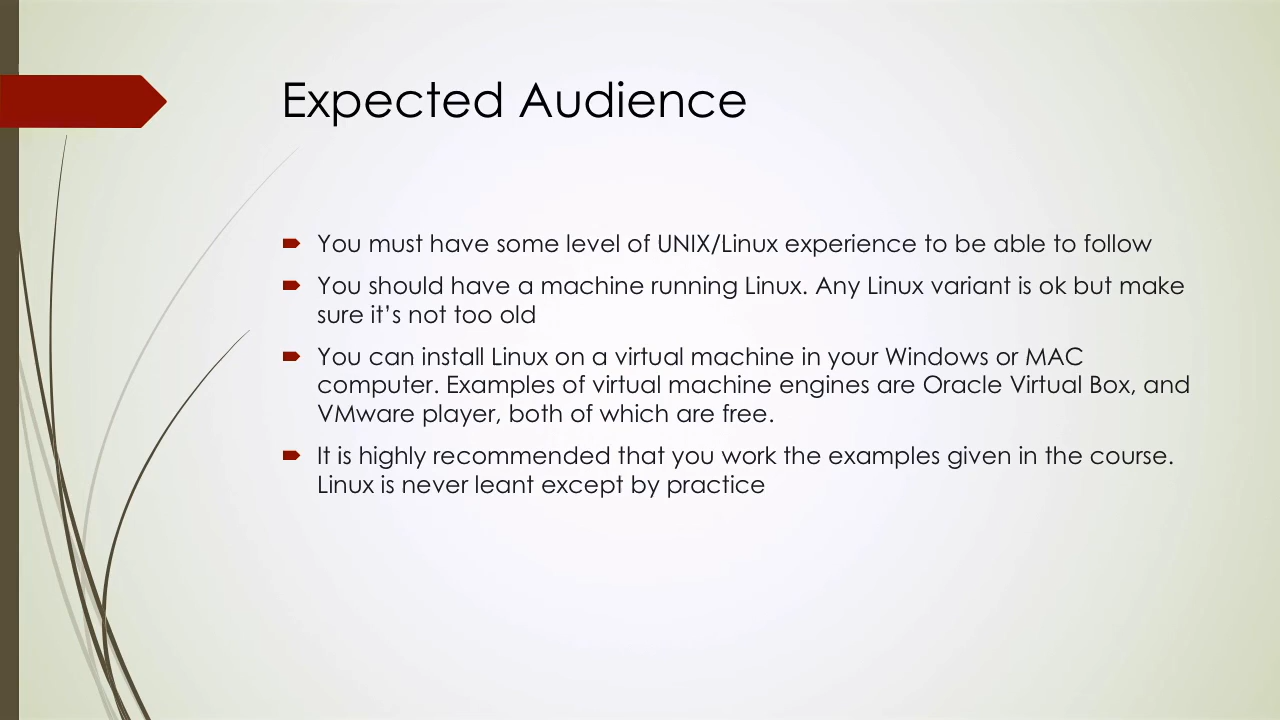 Expected Audience
You must have some level of UNIX/Linux experience to be able to follow
You should have a machine running Linux. Any Linux variant is ok but make
sure it's not too old
You can install Linux on a virtual machine in your Windows or MAC
computer. Examples of virtual machine engines are Oracle Virtual Box, and
VMware player, both of which are free.
It is highly recommended that you work the examples given in the course.
Linux is never leant except by practice